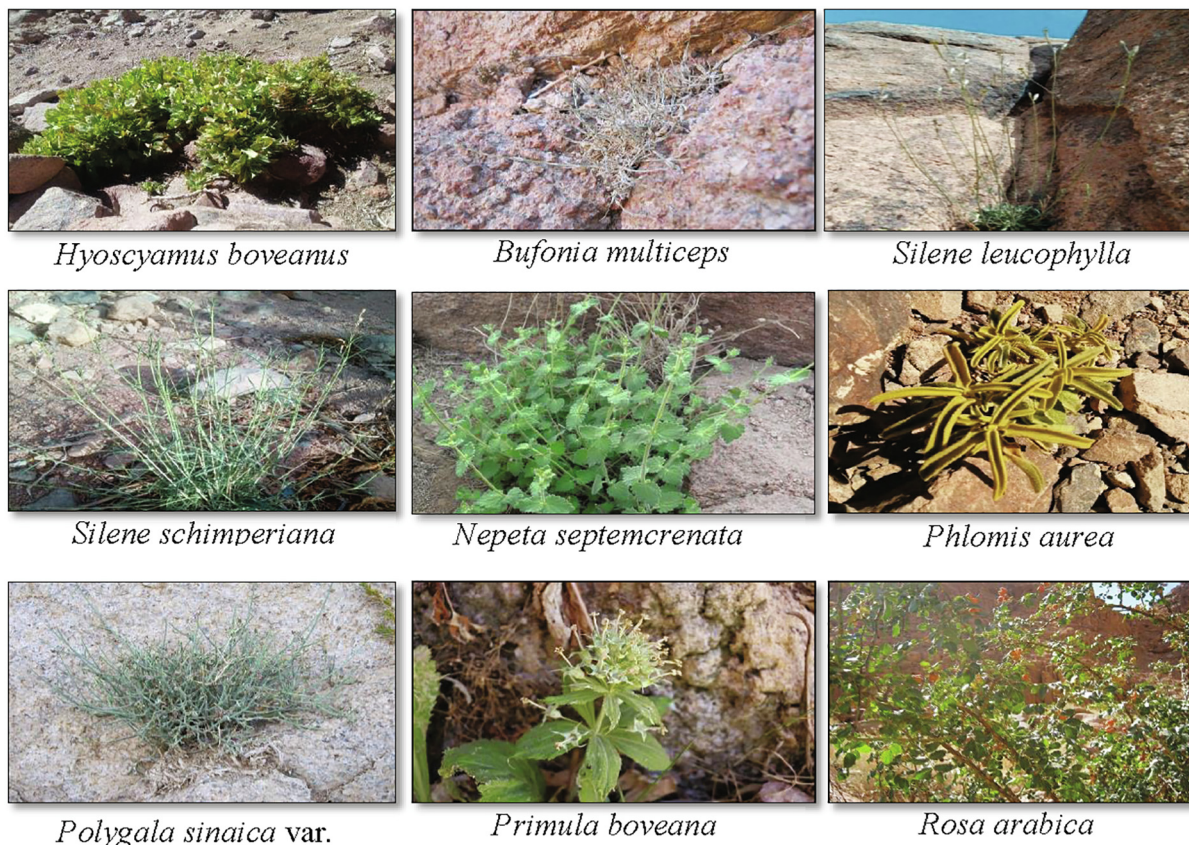 Hyoscyamus boveanus
Bufonia multiceps
Silene leucophylla
Silene schimperiana
Nepeta septemcrenata
Phlomis aurea
Polygala sinaica var.
Primula boveana
Rosa arabica